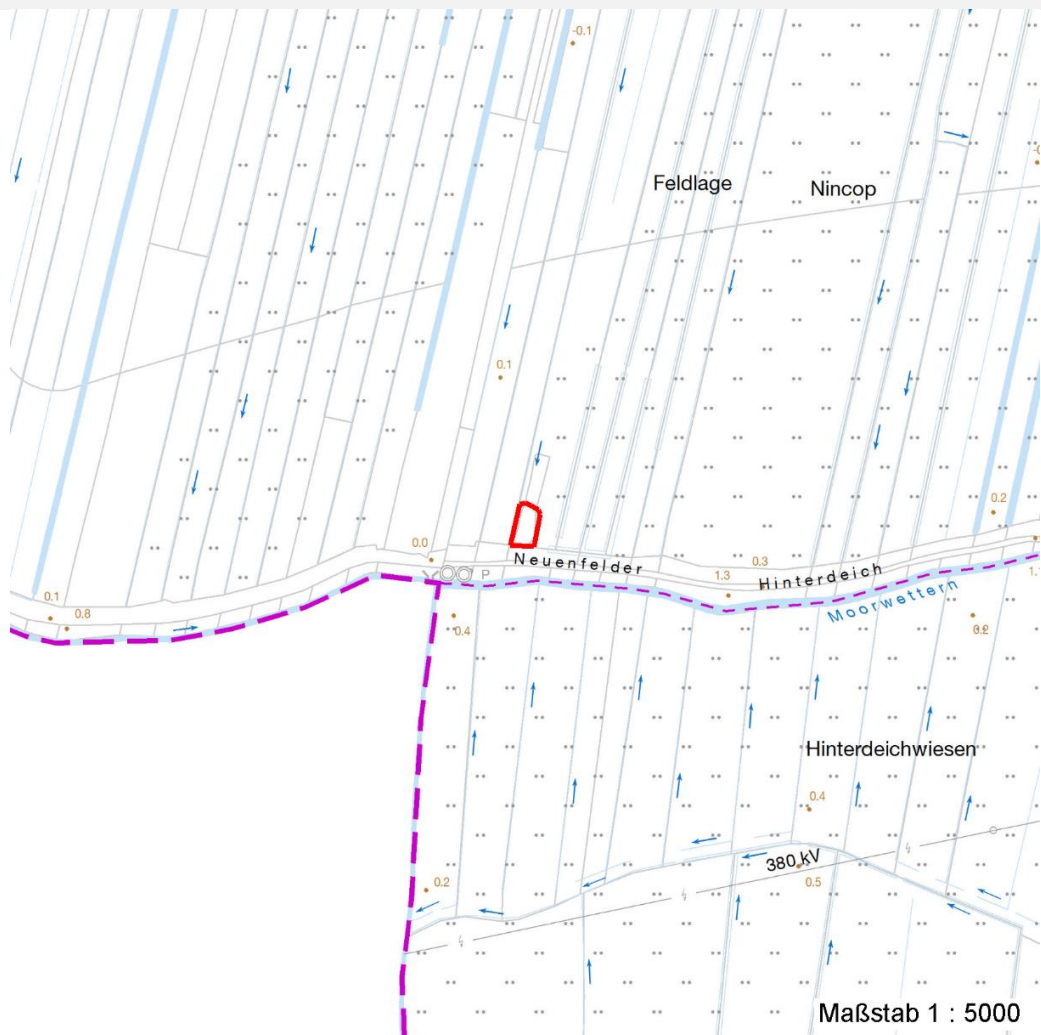 -0.1
Feldlage
Nincop
0.1
0.2
0.0
P
Neuenfelder
0.3
1.3
Hinterdeich
Moorwettern
0.1
0.8
0.4
0.2
Hinterdeichwiesen
0.4
380 kV
0.5
0.2
Maßstab 1 : 5000